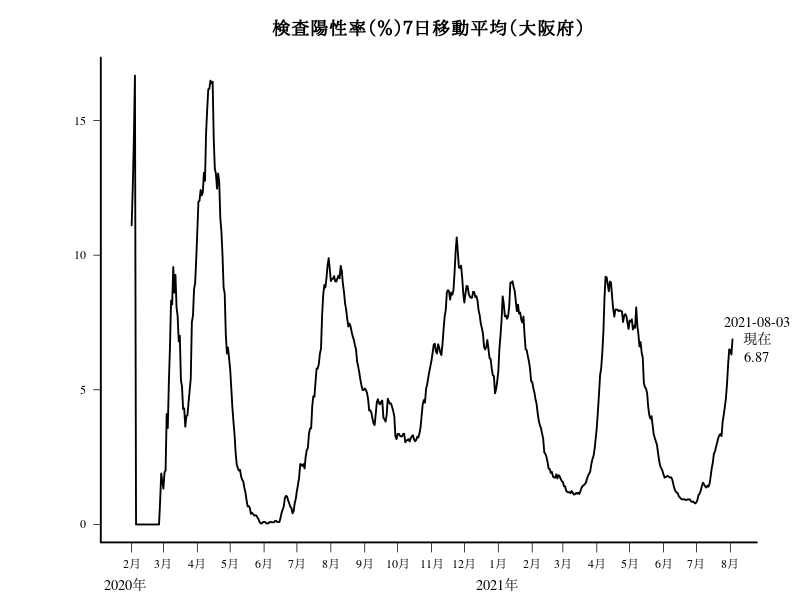 検査陽性率(%)7日移動平均(大阪府)
15
10
5
0
2021-08-03
現在
6.87
2月 3月 4月 5月 6月 7月 8月 9月 10月 11月 12月 1月 2月 3月 4月 5月 6月 7月 8月
2020年 2021年